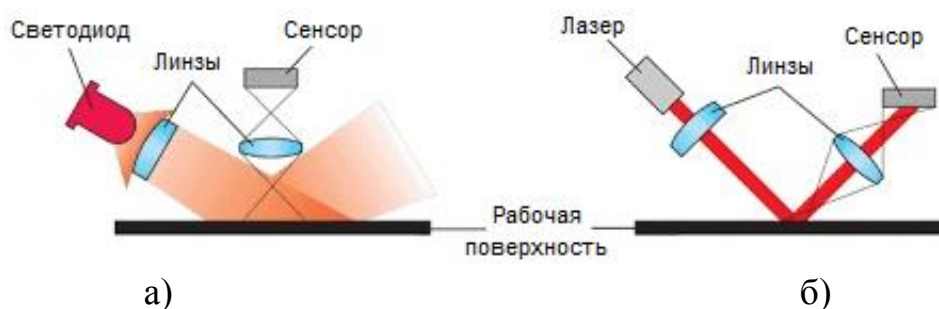 Светодиод
Линзы
Сенсор
Лазер
Линзы
Сенсор
Рабочая
поверхность
а)
б)